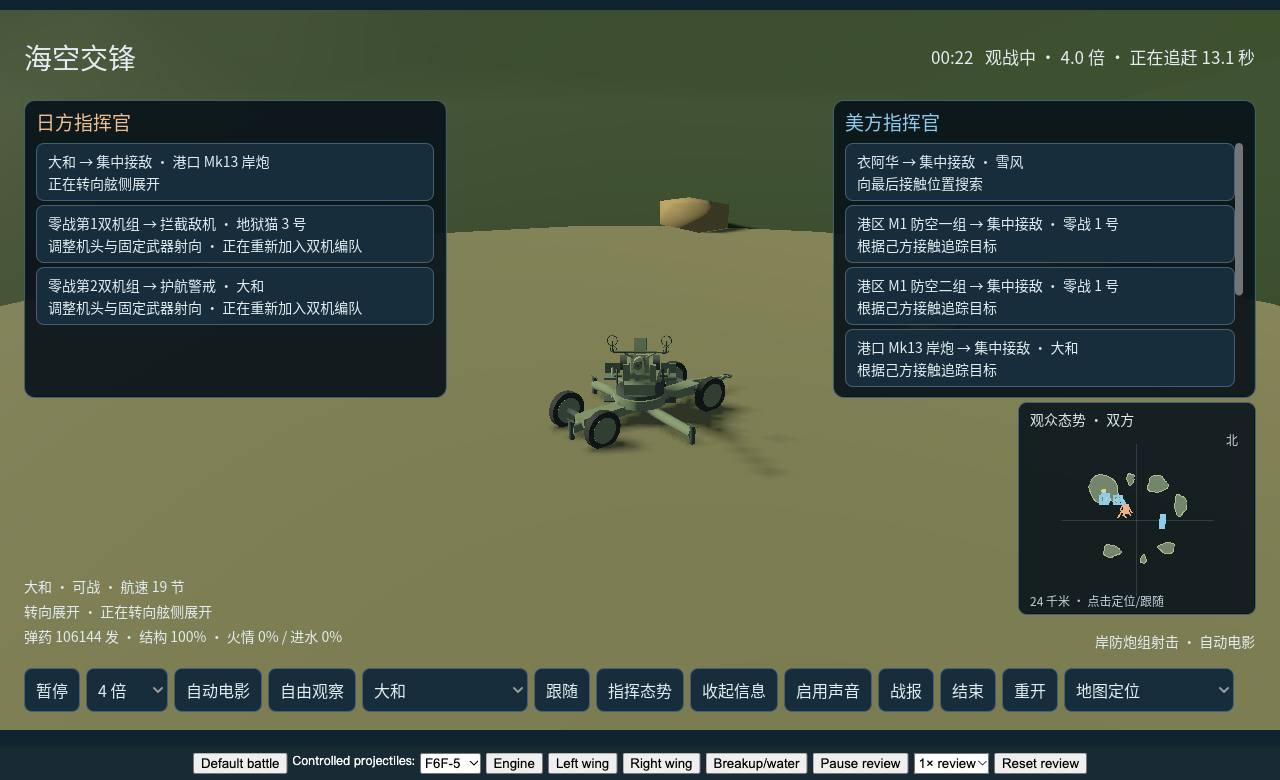 海空交锋
00:22 观战中 · 4.0 倍 · 正在追赶 13.1 秒
日方指挥官
大和 → 集中接敌 · 港口 Mk13 岸炮
正在转向舷侧展开
零战第1双机组 → 拦截敌机 · 地狱猫 3 号
调整机头与固定武器射向 · 正在重新加入双机编队
零战第2双机组 → 护航警戒 · 大和
调整机头与固定武器射向 · 正在重新加入双机编队
美方指挥官
衣阿华 → 集中接敌 · 雪风
向最后接触位置搜索
港区 M1 防空一组 → 集中接敌 · 零战 1 号
根据己方接触追踪目标
港区 M1 防空二组 → 集中接敌 · 零战 1 号
根据己方接触追踪目标
港口 Mk13 岸炮 → 集中接敌 · 大和
根据己方接触追踪目标
观众态势 · 双方
北
24 千米 · 点击定位/跟随
大和 · 可战 · 航速 19 节
转向展开 · 正在转向舷侧展开
弹药 106144 发 · 结构 100% · 火情 0% / 进水 0%
岸防炮组射击 · 自动电影
暂停 4 倍 自动电影 自由观察 大和 跟随 指挥态势 收起信息 启用声音 战报 结束 重开 地图定位
Default battle Controlled projectiles: F6F-5 Engine Left wing Right wing Breakup/water Pause review 1× review Reset review